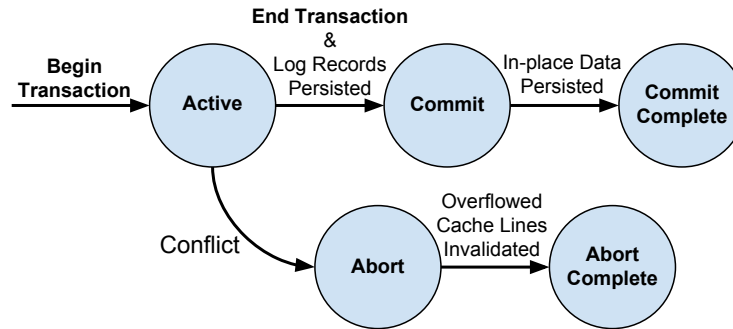 Begin
Transaction
Active
End Transaction
&
Log Records
Persisted
Commit
In-place Data
Persisted
Commit
Complete
Conflict
Abort
Overflowed
Cache Lines
Invalidated
Abort
Complete